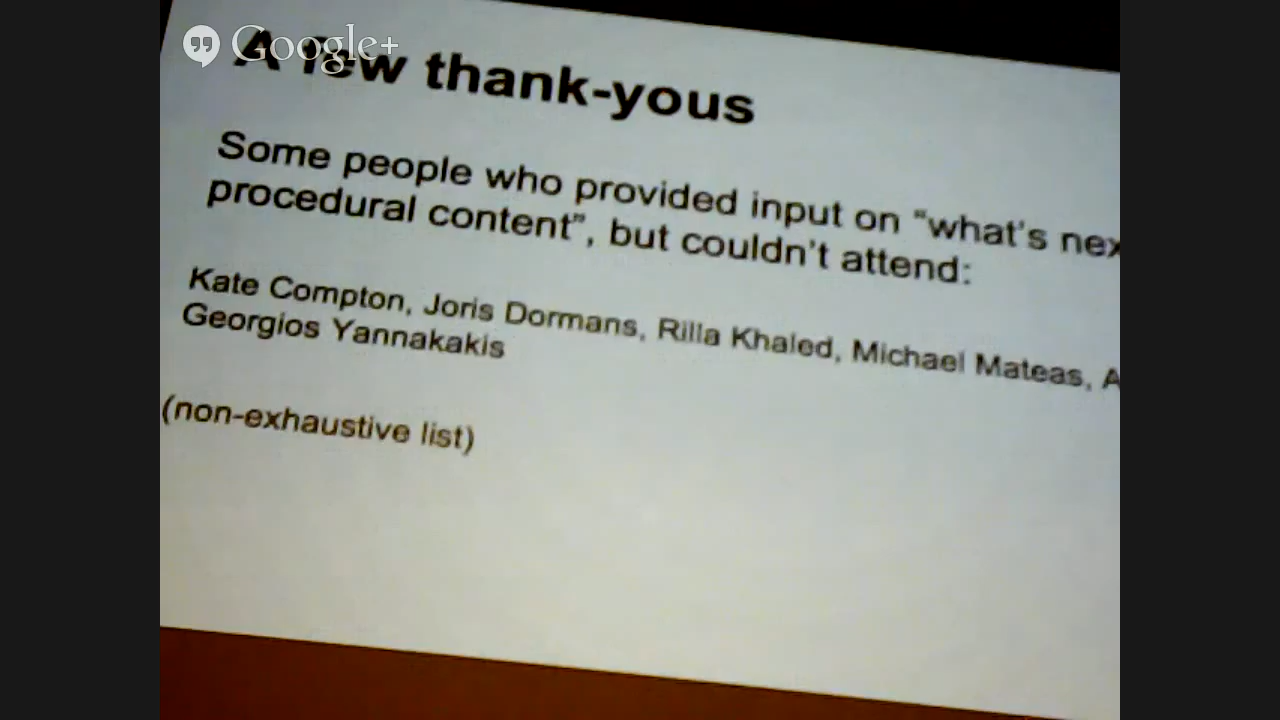 Google+
A few thank-yous
Some people who provided input on “what's
procedural content”, but couldn't attend:
Kate Compton, Joris Dormans, Rilla Khaled, Michael Mateas,
Georgios Yannakakis
(non-exhaustive list)